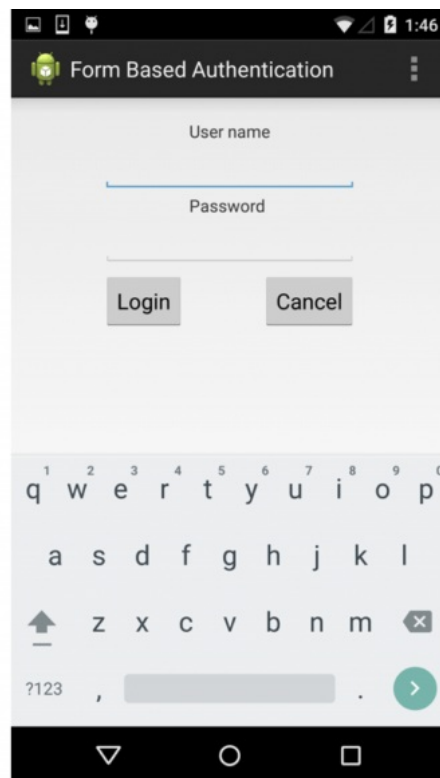 1:46
Form Based Authentication
User name
Password
Login Cancel
1 2 3 4 5 6 7 8 9 0
q w e r t y u i o p
a s d f g h j k l
z x c v b n m
?123 , .